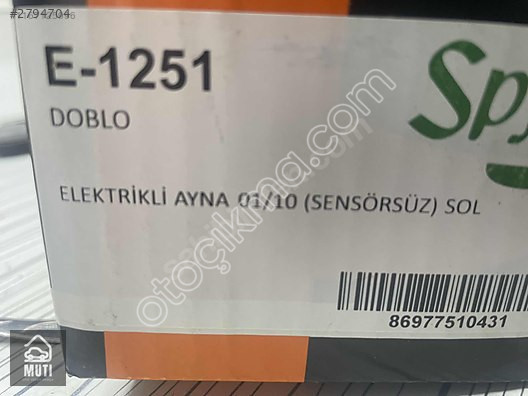 #2794704
E-1251
DOBLO
ELEKTRİKLİ AYNA 01/10 (SENSÖRSÜZ) SOL
86977510431
otoçıkma.com
MUTI